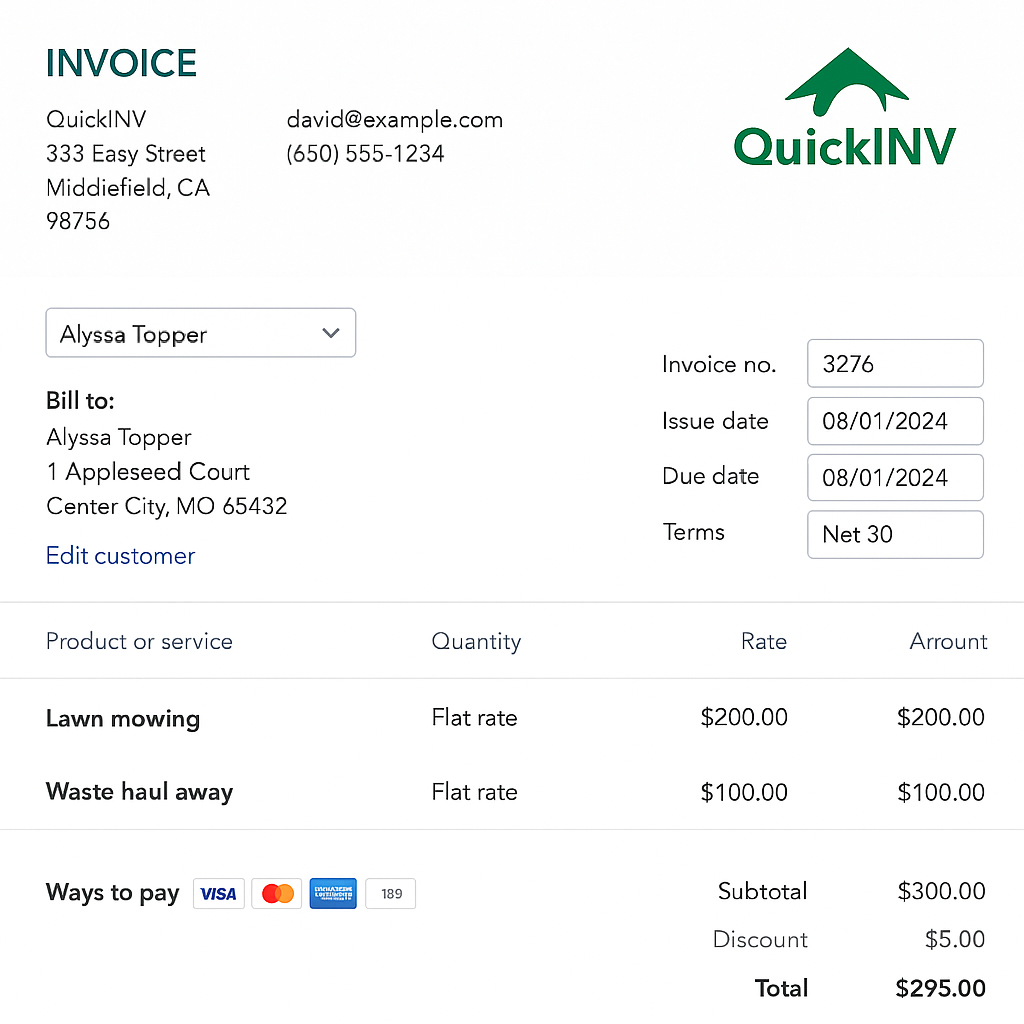 INVOICE
QuickINV
333 Easy Street
Middiefield, CA
98756
david@example.com
(650) 555-1234
QuickINV
Alyssa Topper
Bill to:
Alyssa Topper
1 Appleseed Court
Center City, MO 65432
Edit customer
Invoice no. 3276
Issue date 08/01/2024
Due date 08/01/2024
Terms Net 30
Product or service Quantity Rate Arrount
Lawn mowing Flat rate $200.00 $200.00
Waste haul away Flat rate $100.00 $100.00
Ways to pay VISA 189
Subtotal $300.00
Discount $5.00
Total $295.00